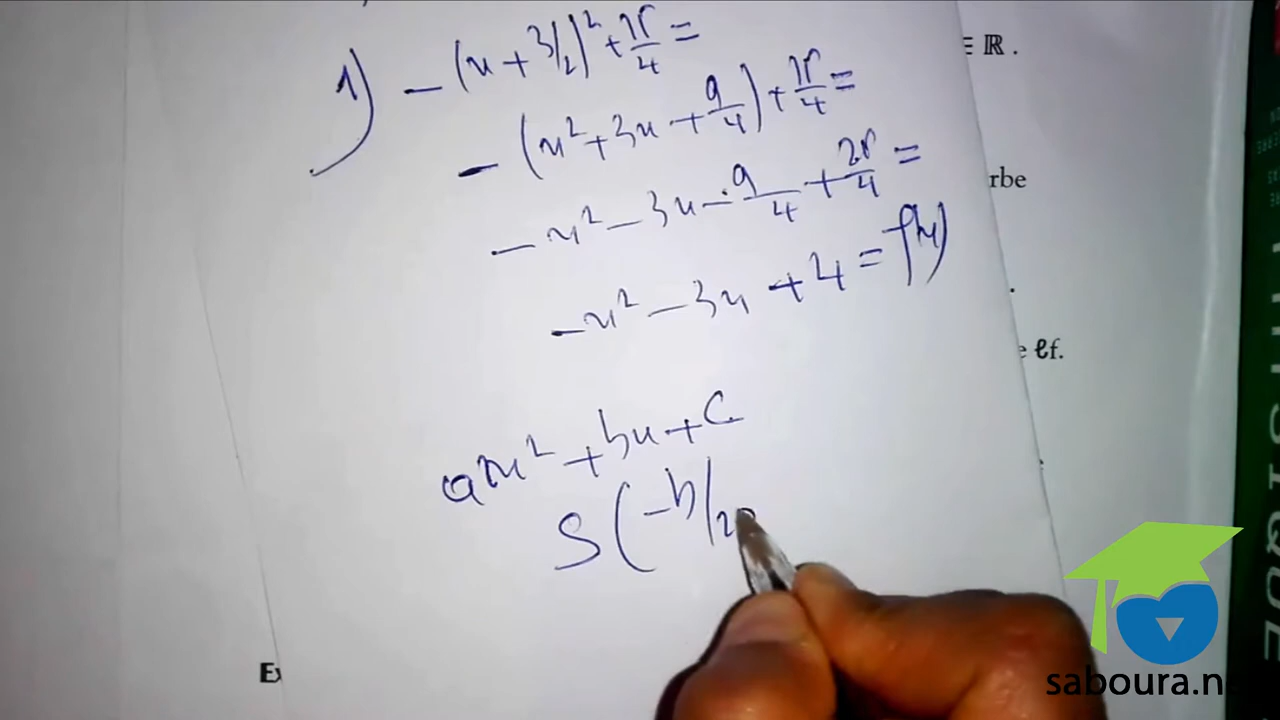 1) -(x + 3/2)² + 25/4 =
∈ ℝ .
-(x² + 3x + 9/4) + 25/4 =
-x² - 3x - 9/4 + 25/4 =
rbe
-x² - 3x + 4 = f(x)
.
e ℓf.
ax² + bx + c
S(-b/2
Ex
saboura.ne